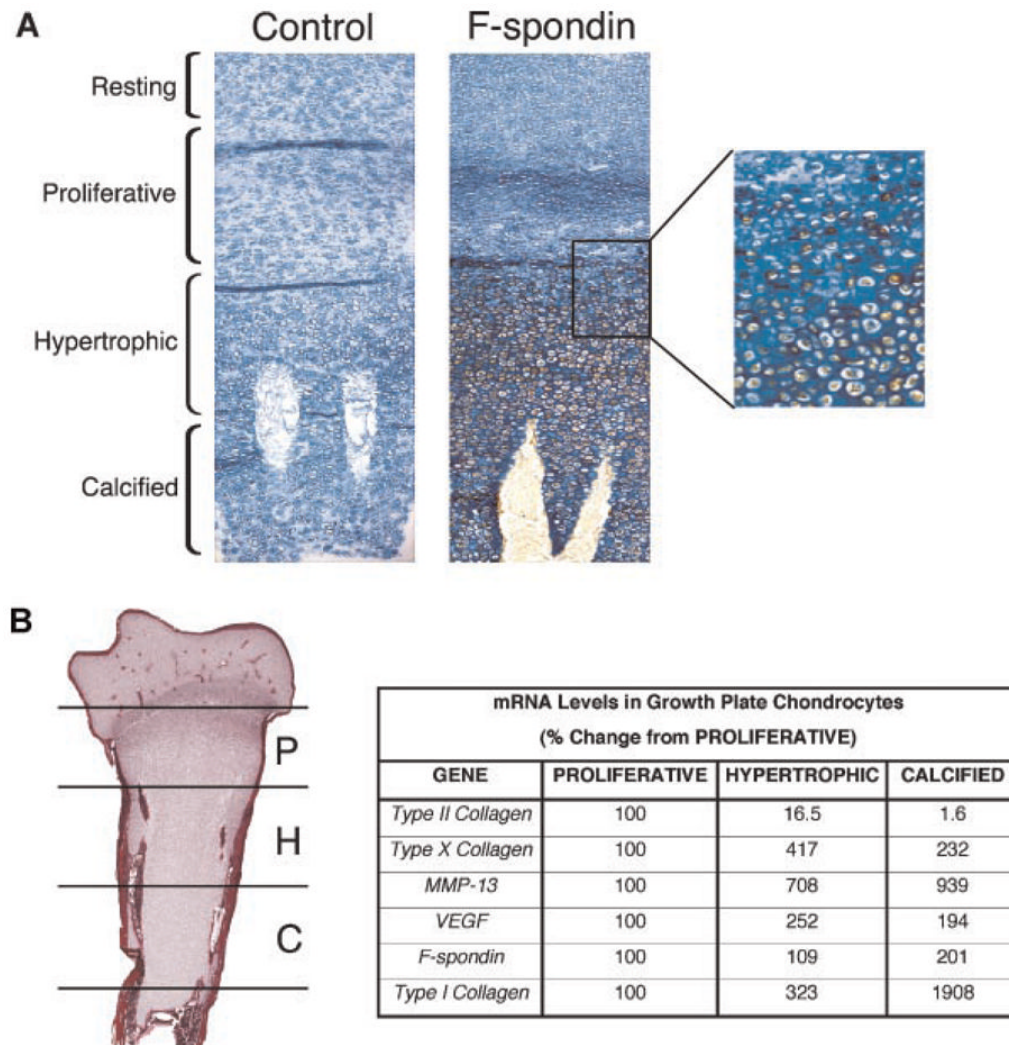 A
Control
F-spondin
Resting
Proliferative
Hypertrophic
Calcified
B
P
H
C
mRNA Levels in Growth Plate Chondrocytes
(% Change from PROLIFERATIVE)
GENE PROLIFERATIVE HYPERTROPHIC CALCIFIED
Type II Collagen 100 16.5 1.6
Type X Collagen 100 417 232
MMP-13 100 708 939
VEGF 100 252 194
F-spondin 100 109 201
Type I Collagen 100 323 1908